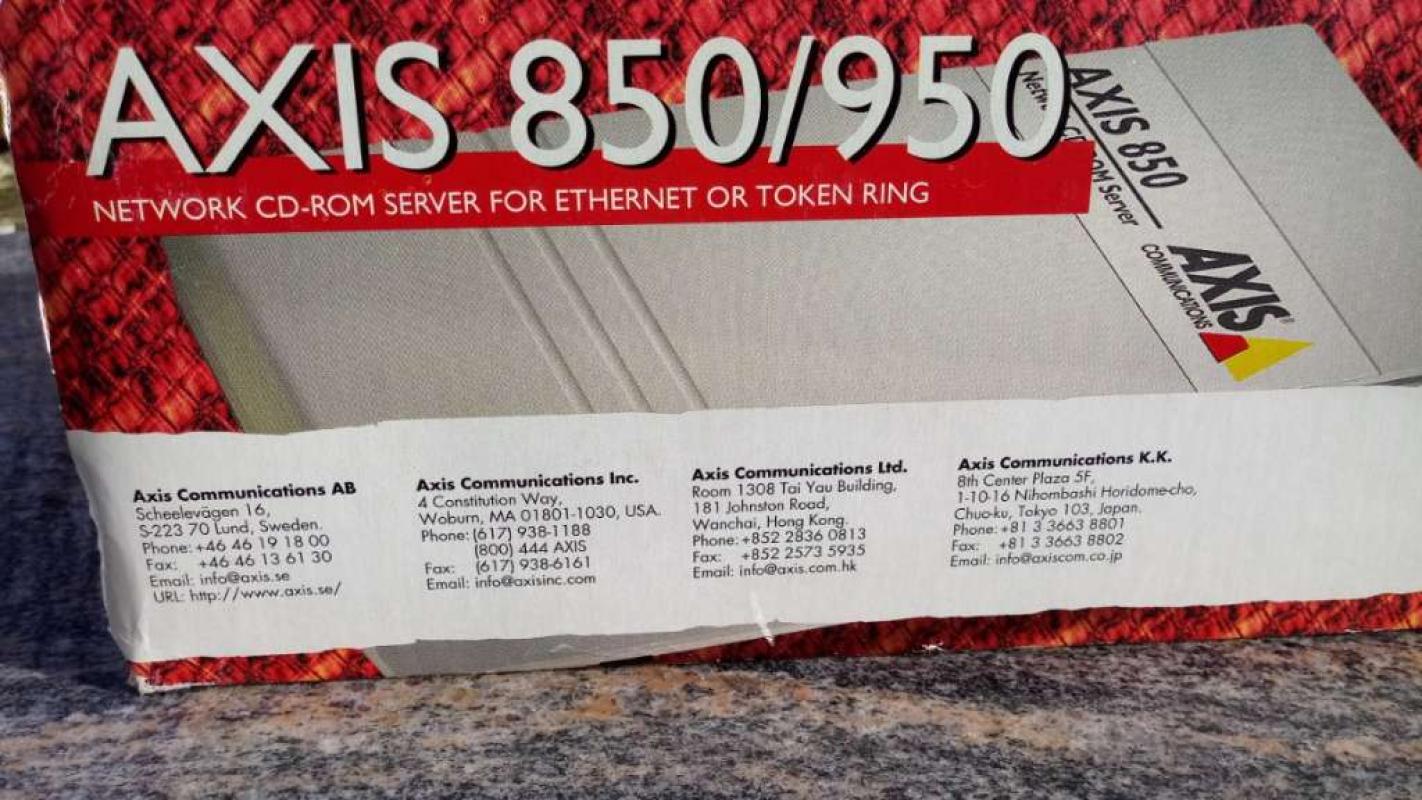 AXIS 850/950
NETWORK CD-ROM SERVER FOR ETHERNET OR TOKEN RING
AXIS 850
Server
AXIS®
COMMUNICATIONS
Axis Communications AB
Scheelevägen 16,
S-223 70 Lund, Sweden.
Phone: +46 46 19 18 00
Fax: +46 46 13 61 30
Email: info@axis.se
URL: http://www.axis.se/
Axis Communications Inc.
4 Constitution Way,
Woburn, MA 01801-1030, USA.
Phone: (617) 938-1188
(800) 444 AXIS
Fax: (617) 938-6161
Email: info@axisinc.com
Axis Communications Ltd.
Room 1308 Tai Yau Building,
181 Johnston Road,
Wanchai, Hong Kong.
Phone: +852 2836 0813
Fax: +852 2573 5935
Email: info@axis.com.hk
Axis Communications K.K.
8th Center Plaza 5F,
1-10-16 Nihombashi Horidome-cho,
Chuo-ku, Tokyo 103, Japan.
Phone: +81 3 3663 8801
Fax: +81 3 3663 8802
Email: info@axiscom.co.jp